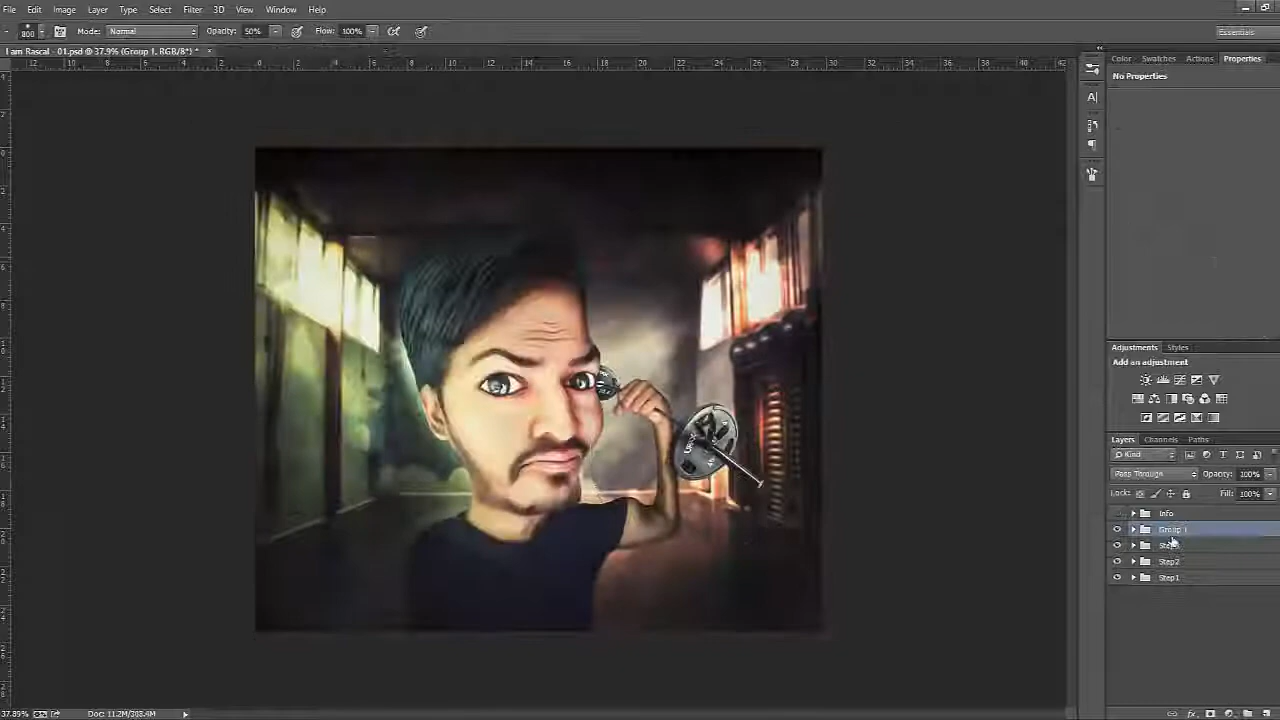 File Edit Image Layer Type Select Filter 3D View Window Help
800 Mode: Normal Opacity: 50% Flow: 100% Essentials
I am Rascal - 01.psd @ 37.9% (Group 1, RGB/8*) *
Color Swatches Actions Properties
No Properties
Adjustments Styles
Add an adjustment
Layers Channels Paths
Kind
Pass Through Opacity: 100%
Lock: Fill: 100%
Info
Group 1
Step2
Step1
37.89% Doc: 11.2M/308.4M